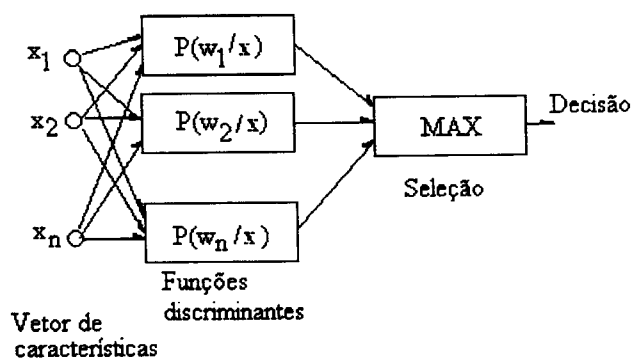 x1
P(w1/x)
x2
P(w2/x)
MAX
Decisão
Seleção
xn
P(wn/x)
Funções
discriminantes
Vetor de
características